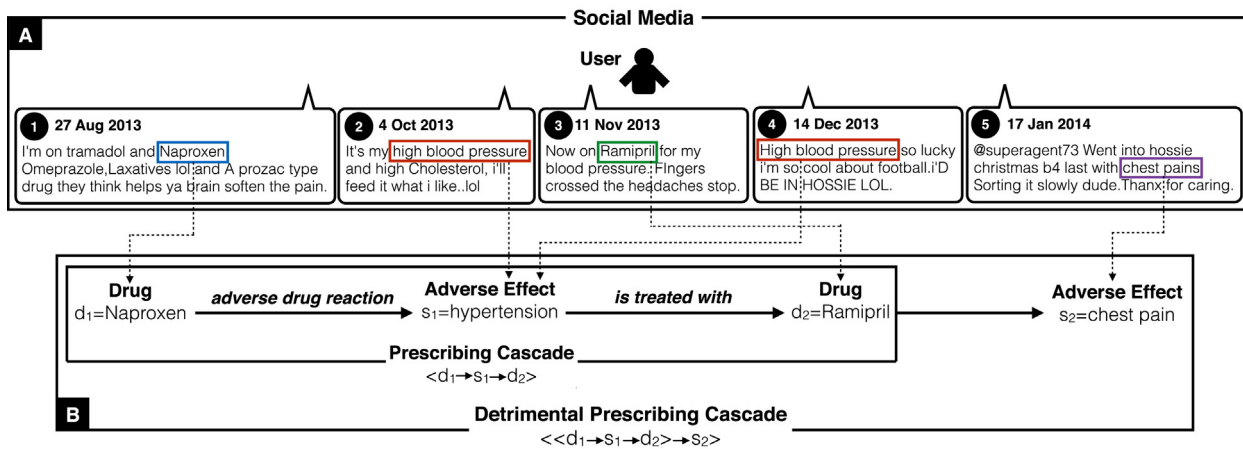 Social Media
A
User
1 27 Aug 2013
I'm on tramadol and Naproxen
Omeprazole,Laxatives lol and A prozac type
drug they think helps ya brain soften the pain.
2 4 Oct 2013
It's my high blood pressure
and high Cholesterol, i'll
feed it what i like..lol
3 11 Nov 2013
Now on Ramipril for my
blood pressure. FIngers
crossed the headaches stop.
4 14 Dec 2013
High blood pressure so lucky
i'm so cool about football.i'D
BE IN HOSSIE LOL.
5 17 Jan 2014
@superagent73 Went into hossie
christmas b4 last with chest pains
Sorting it slowly dude.Thanx for caring.
Drug
d1=Naproxen
adverse drug reaction
Adverse Effect
s1=hypertension
is treated with
Drug
d2=Ramipril
Adverse Effect
s2=chest pain
Prescribing Cascade
<d1→s1→d2>
B
Detrimental Prescribing Cascade
<<d1→s1→d2>→s2>